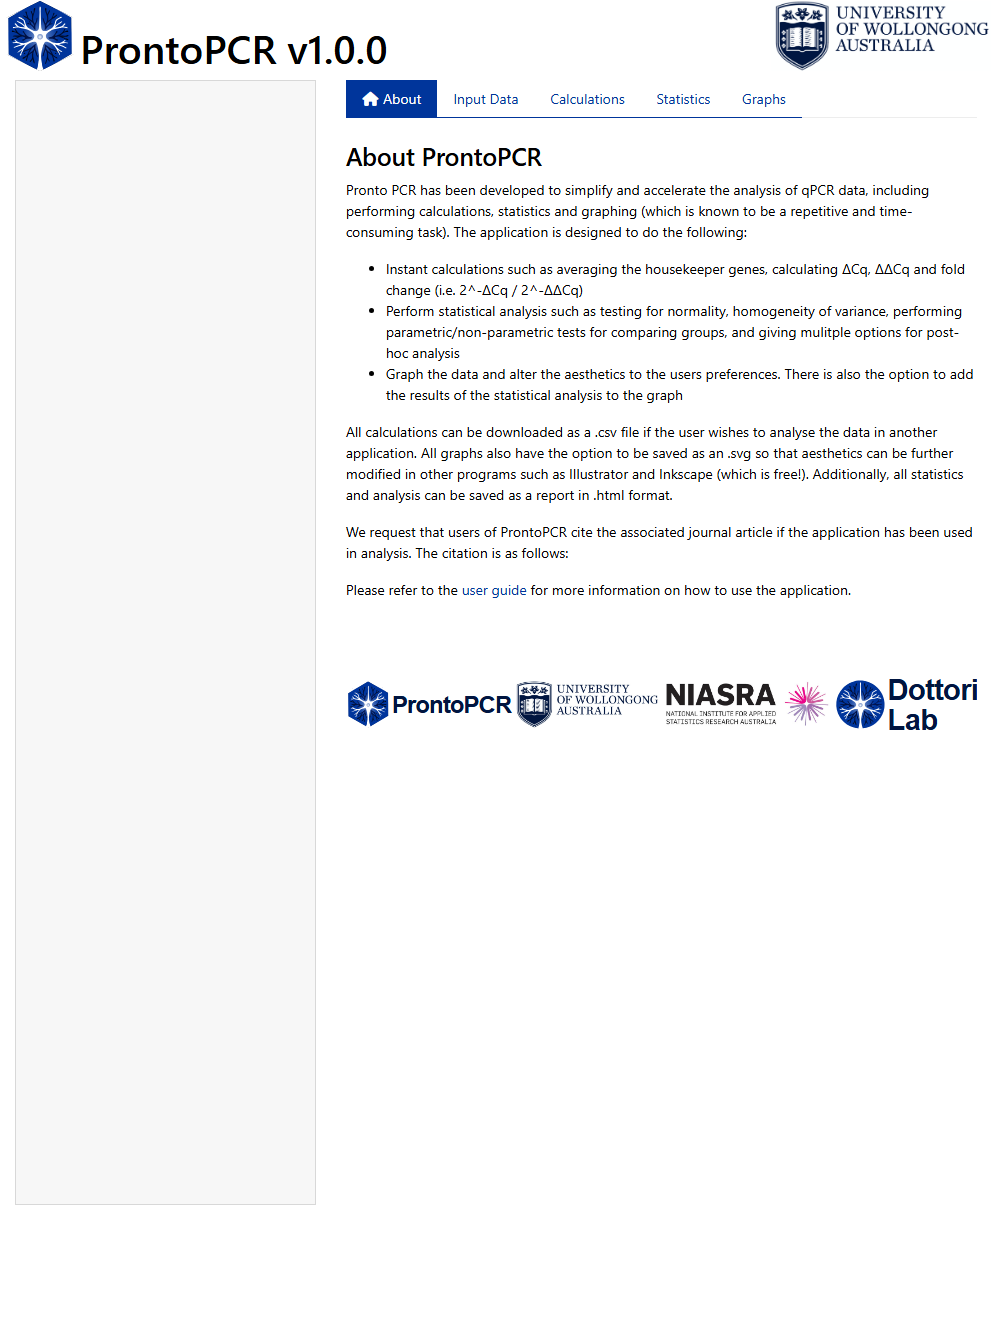 ProntoPCR v1.0.0
UNIVERSITY
OF WOLLONGONG
AUSTRALIA
About
Input Data
Calculations
Statistics
Graphs
About ProntoPCR
Pronto PCR has been developed to simplify and accelerate the analysis of qPCR data, including
performing calculations, statistics and graphing (which is known to be a repetitive and time-
consuming task). The application is designed to do the following:
• Instant calculations such as averaging the housekeeper genes, calculating ΔCq, ΔΔCq and fold
change (i.e. 2^-ΔCq / 2^-ΔΔCq)
• Perform statistical analysis such as testing for normality, homogeneity of variance, performing
parametric/non-parametric tests for comparing groups, and giving mulitple options for post-
hoc analysis
• Graph the data and alter the aesthetics to the users preferences. There is also the option to add
the results of the statistical analysis to the graph
All calculations can be downloaded as a .csv file if the user wishes to analyse the data in another
application. All graphs also have the option to be saved as an .svg so that aesthetics can be further
modified in other programs such as Illustrator and Inkscape (which is free!). Additionally, all statistics
and analysis can be saved as a report in .html format.
We request that users of ProntoPCR cite the associated journal article if the application has been used
in analysis. The citation is as follows:
Please refer to the user guide for more information on how to use the application.
ProntoPCR
UNIVERSITY
OF WOLLONGONG
AUSTRALIA
NIASRA
NATIONAL INSTITUTE FOR APPLIED
STATISTICS RESEARCH AUSTRALIA
Dottori
Lab